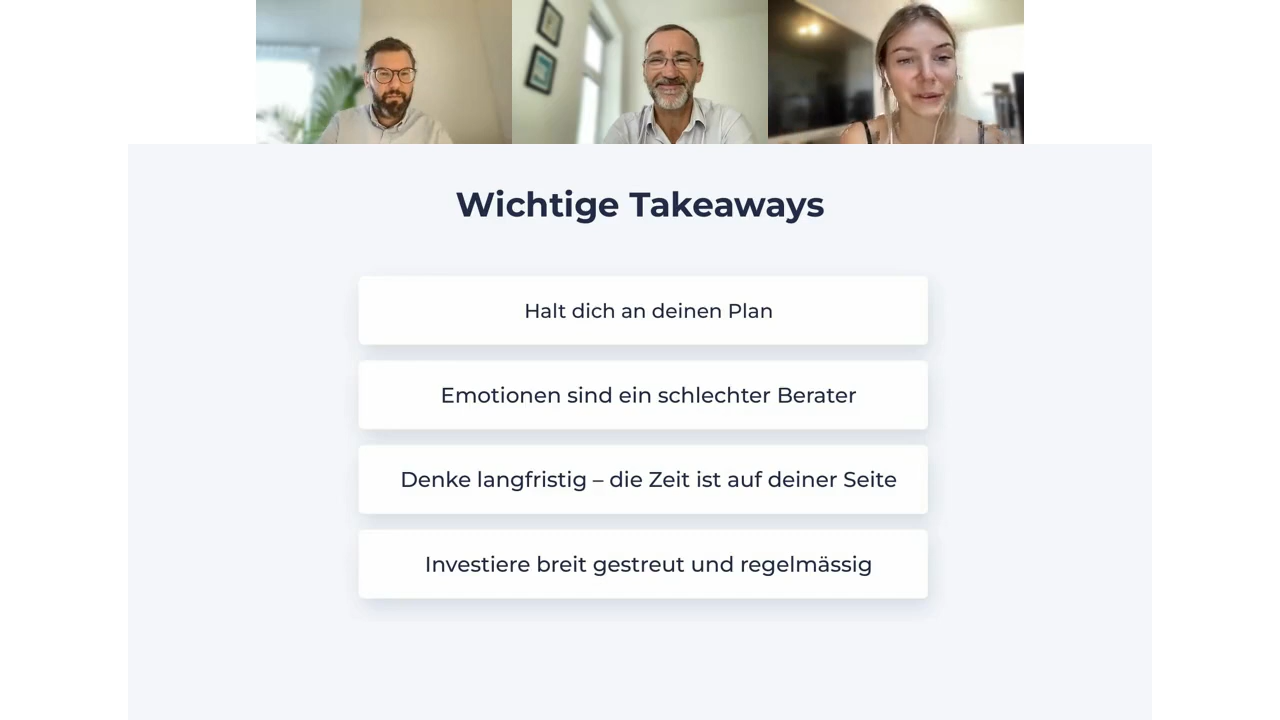 Wichtige Takeaways
Halt dich an deinen Plan
Emotionen sind ein schlechter Berater
Denke langfristig – die Zeit ist auf deiner Seite
Investiere breit gestreut und regelmässig